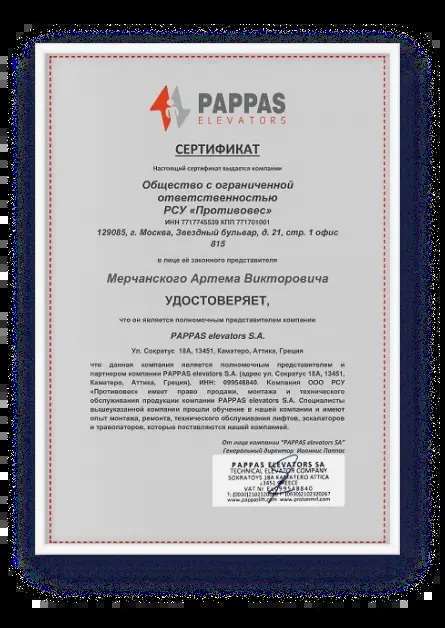 PAPPAS
ELEVATORS
СЕРТИФИКАТ
Настоящий сертификат выдается компании
Общество с ограниченной
ответственностью
РСУ «Противовес»
ИНН 7717745539 КПП 771701001
129085, г. Москва, Звездный бульвар, д. 21, стр. 1 офис
815
в лице её законного представителя
Мерчанского Артема Викторовича
УДОСТОВЕРЯЕТ,
что он является полномочным представителем компании
PAPPAS elevators S.A.
Ул. Сократус 18А, 13451, Каматеро, Аттика, Греция
что данная компания является полномочным представителем и
партнером компании PAPPAS elevators S.A. (адрес ул. Сократус 18А, 13451,
Каматеро, Аттика, Греция). ИНН: 099548840. Компания ООО РСУ
«Противовес» имеет право продажи, монтажа и технического
обслуживания продукции компании PAPPAS elevators S.A. Специалисты
вышеуказанной компании прошли обучение в нашей компании и имеют
опыт монтажа, ремонта, технического обслуживания лифтов, эскалаторов
и траволаторов, которые поставляются нашей компанией.
От лица компании “PAPPAS elevators SA”
Генеральный директор Иоаннис Паппас
PAPPAS ELEVATORS SA
TECHNICAL ELEVATOR COMPANY
SOKRATOYS 18A KAMATERO ATTICA
13451 GREECE
VAT Nr EL 099548840
www.pappaslift.com www.protonmrl.com